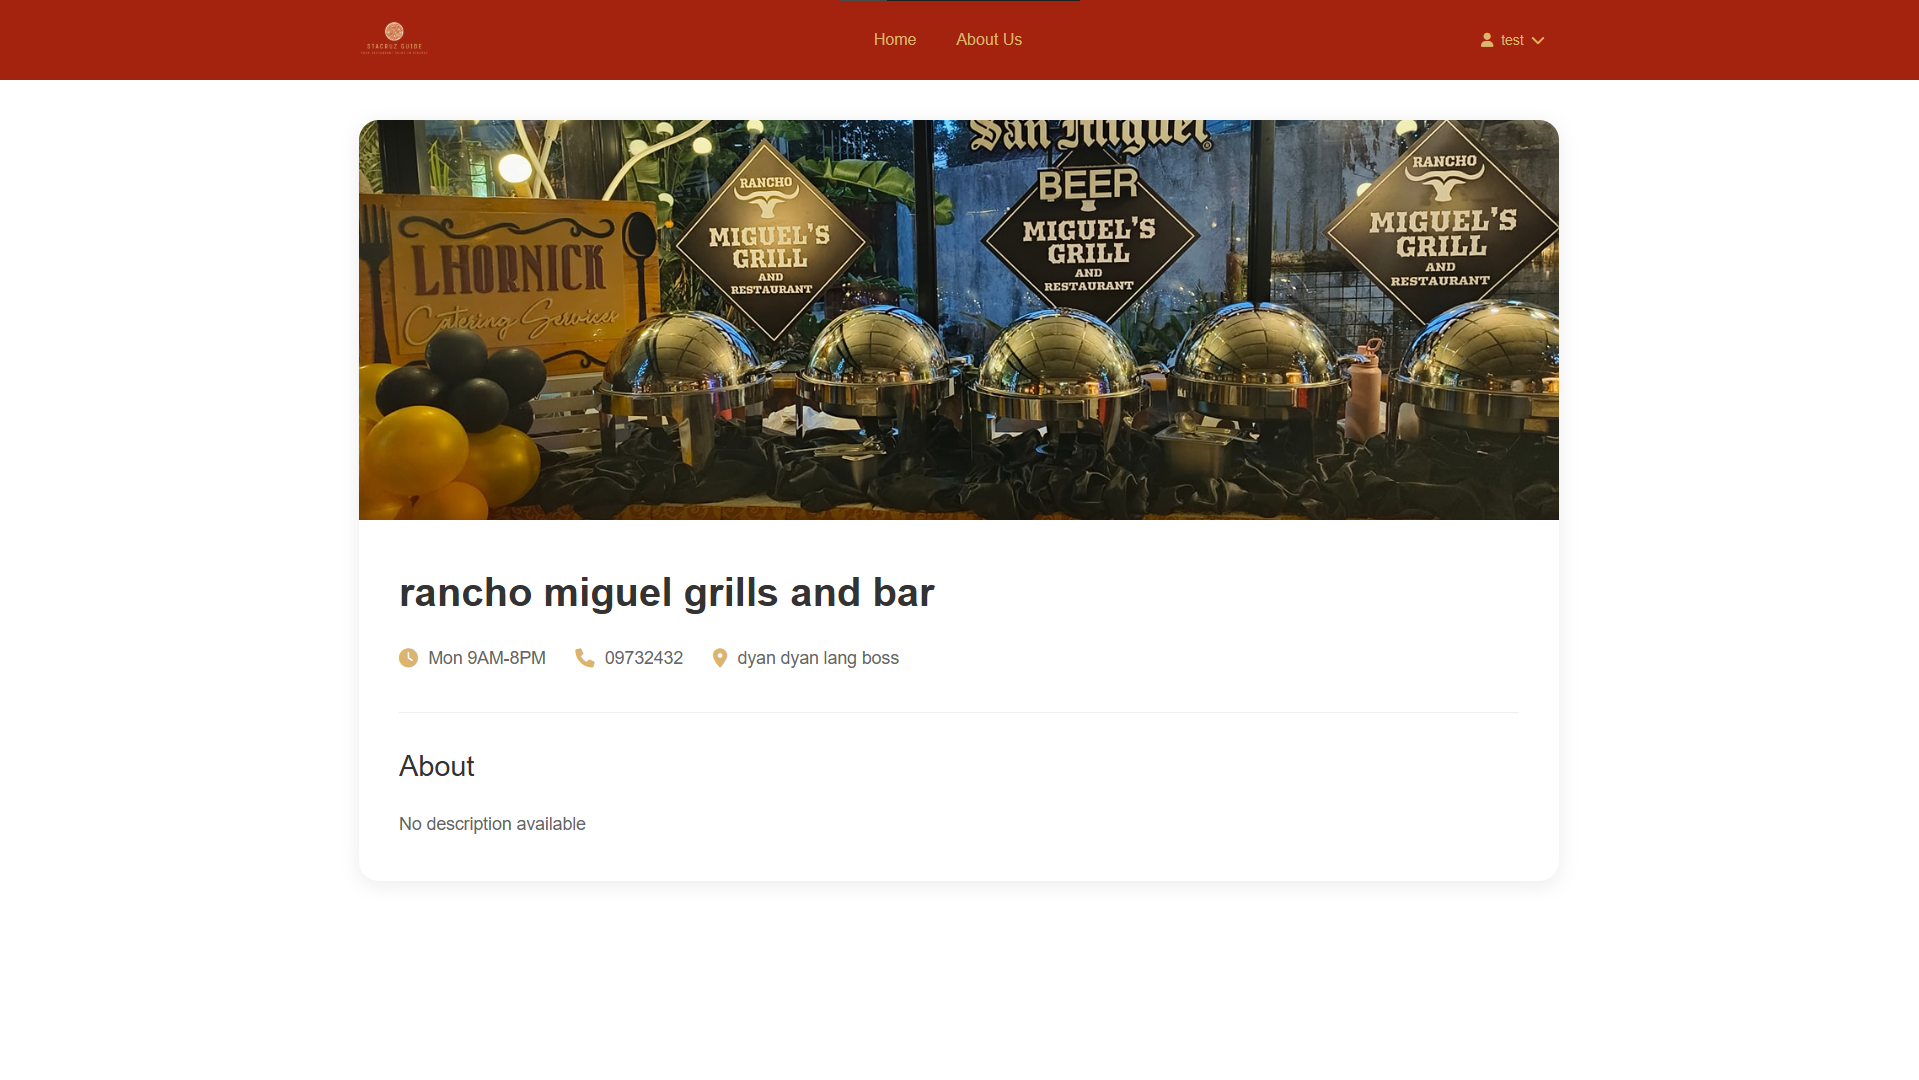 STACRUZ GUIDE
Home
About Us
test
San Miguel
BEER
RANCHO
MIGUEL'S
GRILL
AND
RESTAURANT
MIGUEL'S
GRILL
AND
RESTAURANT
RANCHO
MIGUEL'S
GRILL
AND
RESTAURANT
LHORNICK
Catering Services
rancho miguel grills and bar
Mon 9AM-8PM
09732432
dyan dyan lang boss
About
No description available